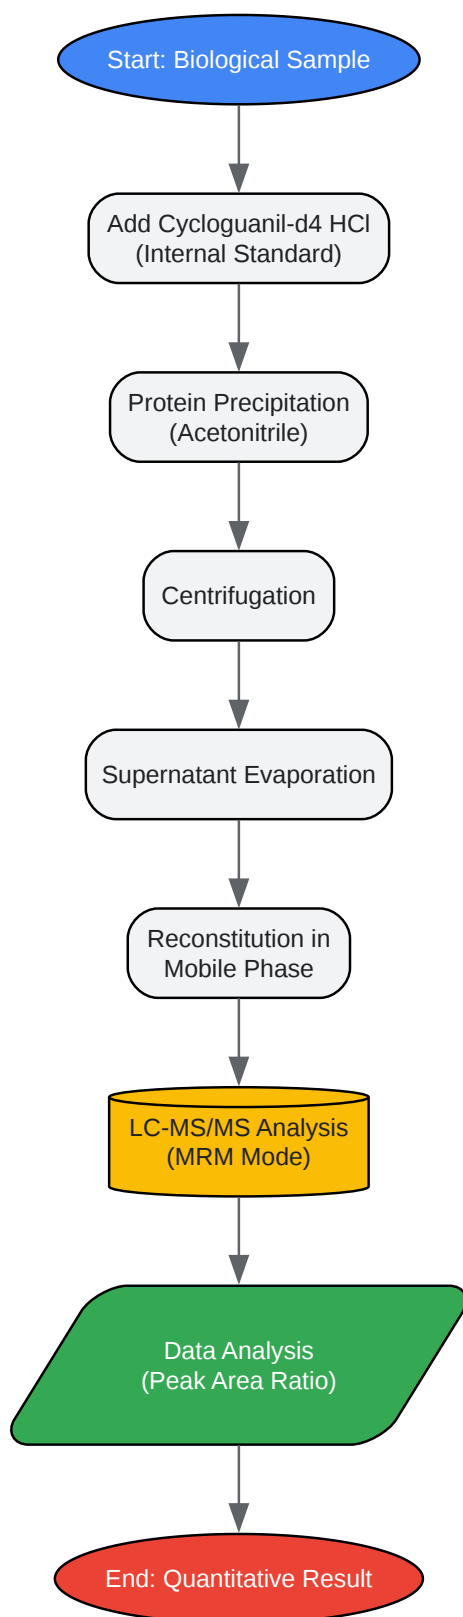 Start: Biological Sample
Add Cycloguanil-d4 HCl
(Internal Standard)
Protein Precipitation
(Acetonitrile)
Centrifugation
Supernatant Evaporation
Reconstitution in
Mobile Phase
LC-MS/MS Analysis
(MRM Mode)
Data Analysis
(Peak Area Ratio)
End: Quantitative Result